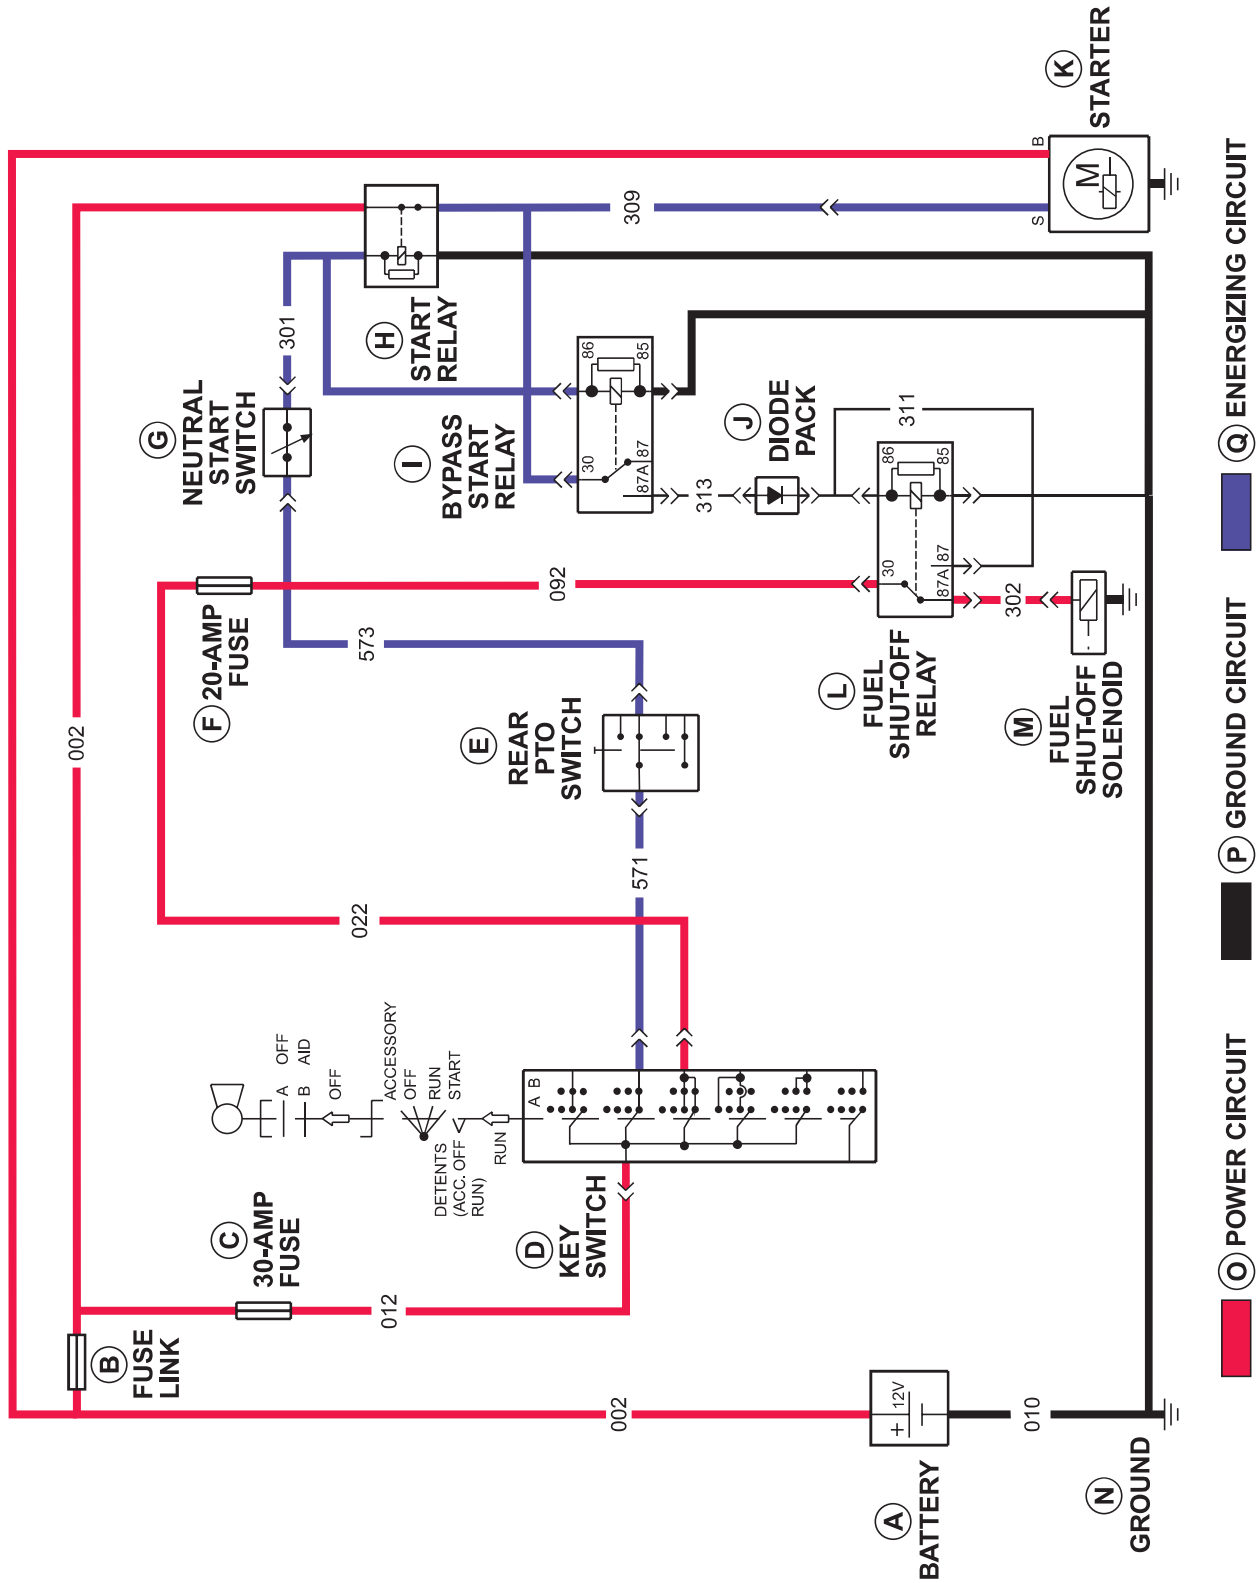 A
BATTERY
+
12V
002
010
N
GROUND
B
FUSE
LINK
C
30-AMP
FUSE
012
D
KEY
SWITCH
A B
A OFF
B AID
OFF
ACCESSORY
OFF
RUN
START
DETENTS
(ACC. OFF
RUN)
RUN
022
571
E
REAR
PTO
SWITCH
573
002
F
20-AMP
FUSE
092
G
NEUTRAL
START
SWITCH
301
H
START
RELAY
309
I
BYPASS
START
RELAY
30
86
87A
87
85
313
J
DIODE
PACK
311
L
FUEL
SHUT-OFF
RELAY
30
86
87A
87
85
302
M
FUEL
SHUT-OFF
SOLENOID
-
K
STARTER
S
B
M
O POWER CIRCUIT
P GROUND CIRCUIT
Q ENERGIZING CIRCUIT